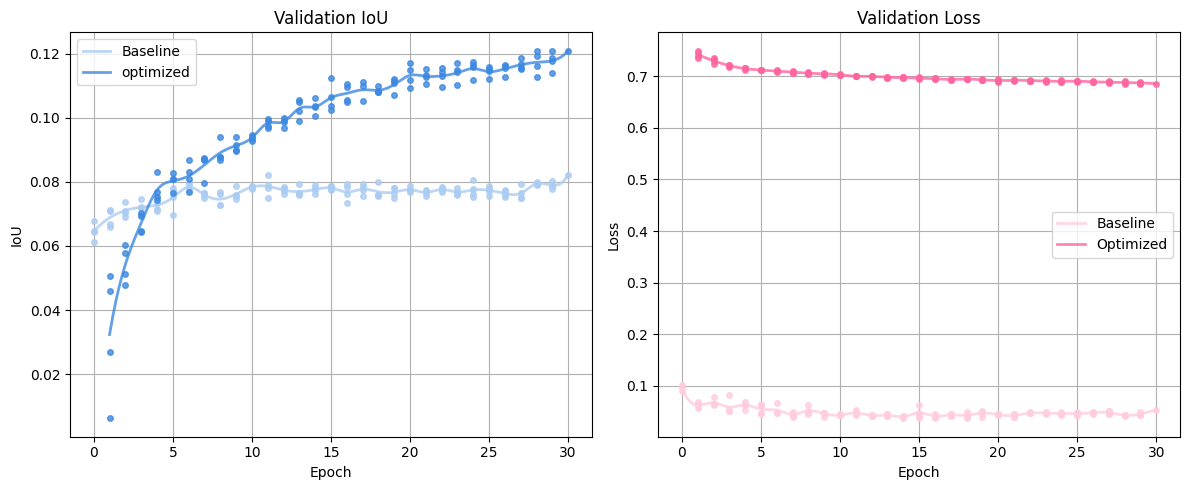 Validation IoU
Baseline
optimized
0.12
0.10
0.08
0.06
0.04
0.02
IoU
0 5 10 15 20 25 30
Epoch
Validation Loss
0.7
0.6
0.5
0.4
0.3
0.2
0.1
Loss
Baseline
Optimized
0 5 10 15 20 25 30
Epoch